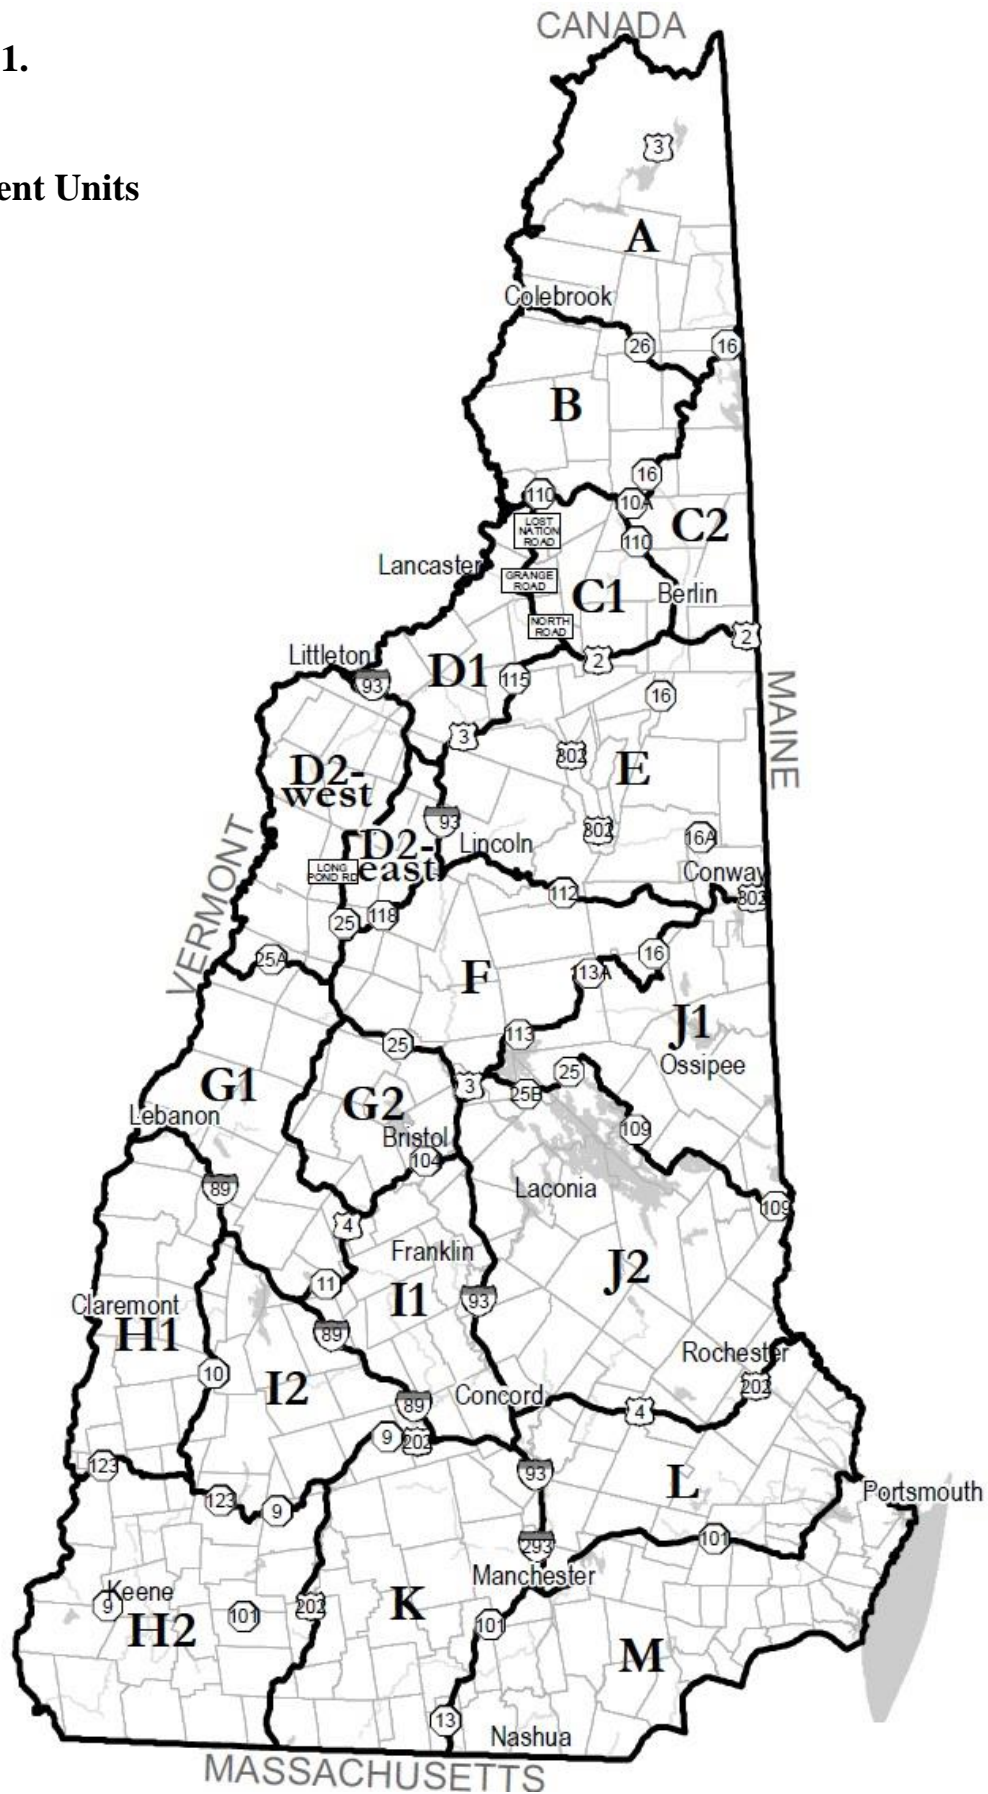 CANADA
1.
3
ent Units
A
Colebrook
26
16
B
16
110
10A
LOST
NATION
ROAD
C2
110
Lancaster
GRANGE
ROAD
C1
Berlin
NORTH
ROAD
2
Littleton
2
D1
115
93
16
MAINE
3
302
E
D2-
west
302
93
16A
D2-
east
Lincoln
LONG
POND RD
Conway
112
302
VERMONT
118
25
16
25A
113A
F
J1
113
25
Ossipee
25
3
G1
25B
G2
Lebanon
109
Bristol
104
89
Laconia
109
4
Franklin
J2
11
I1
93
Claremont
H1
89
Rochester
10
202
I2
Concord
89
4
9
202
123
93
L
Portsmouth
123
9
101
293
Manchester
Keene
9
202
K
101
H2
101
M
13
Nashua
MASSACHUSETTS